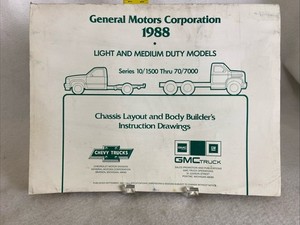 General Motors Corporation
1988
LIGHT AND MEDIUM DUTY MODELS
Series 10/1500 Thru 70/7000
Chassis Layout and Body Builder's
Instruction Drawings
CHEVROLET
CHEVY TRUCKS
GMC TRUCK